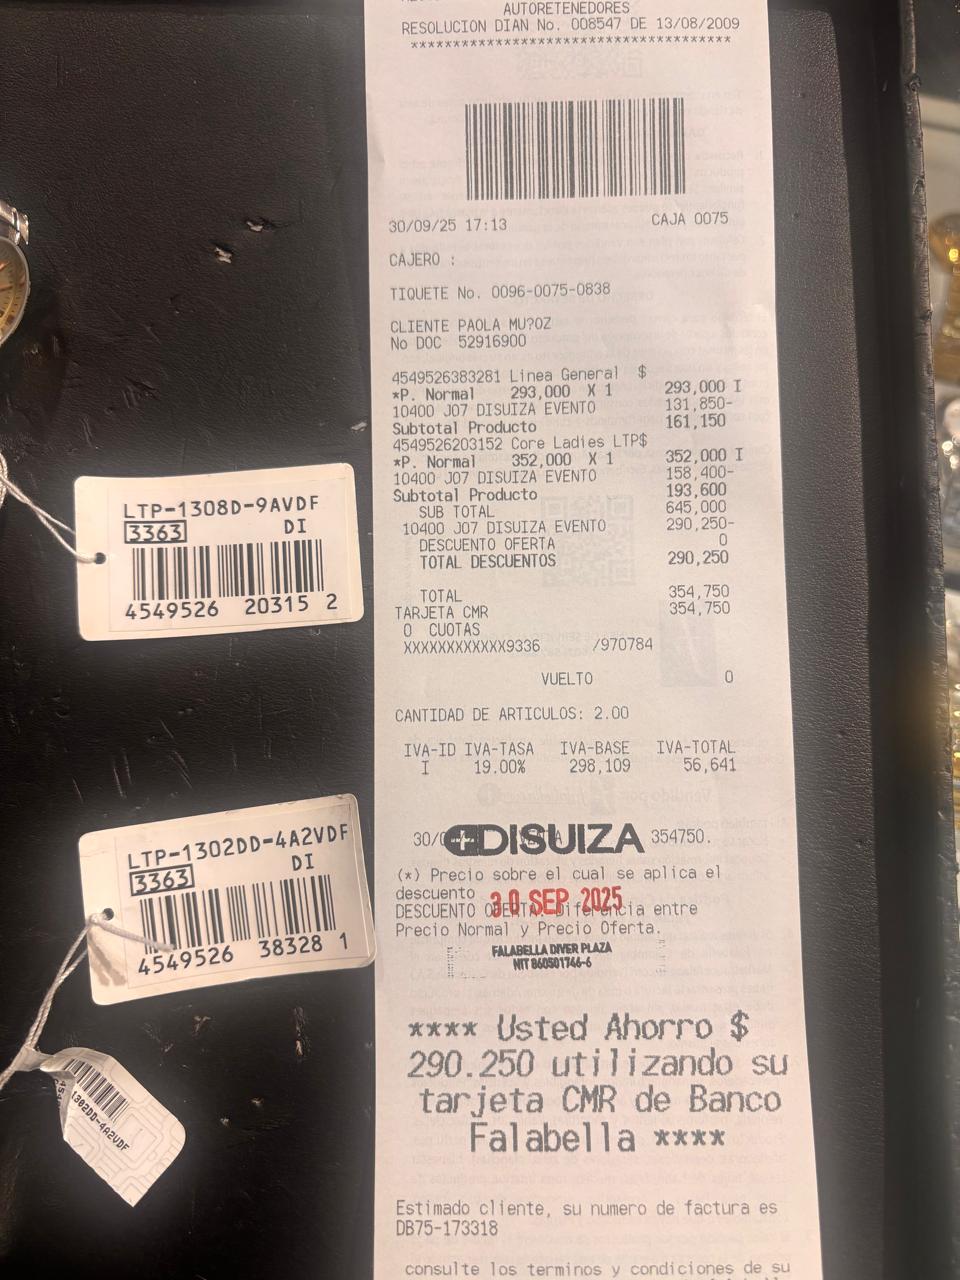 AUTORETENEDORES
RESOLUCION DIAN No. 008547 DE 13/08/2009
****************************************
30/09/25 17:13 CAJA 0075
CAJERO :
TIQUETE No. 0096-0075-0838
CLIENTE PAOLA MU?OZ
No DOC 52916900
4549526383281 Linea General $
*P. Normal 293,000 X 1 293,000 I
10400 J07 DISUIZA EVENTO 131,850-
Subtotal Producto 161,150
4549526203152 Core Ladies LTP$
*P. Normal 352,000 X 1 352,000 I
10400 J07 DISUIZA EVENTO 158,400-
Subtotal Producto 193,600
SUB TOTAL 645,000
10400 J07 DISUIZA EVENTO 290,250-
DESCUENTO OFERTA 0
TOTAL DESCUENTOS 290,250
TOTAL 354,750
TARJETA CMR 354,750
0 CUOTAS
XXXXXXXXXXXX9336 /970784
VUELTO 0
CANTIDAD DE ARTICULOS: 2.00
IVA-ID IVA-TASA IVA-BASE IVA-TOTAL
I 19.00% 298,109 56,641
30/0 DISUIZA 354750.
(*) Precio sobre el cual se aplica el
descuento 30 SEP 2025
DESCUENTO OFERTA: Diferencia entre
Precio Normal y Precio Oferta.
FALABELLA DIVER PLAZA
NIT 860501746-6
**** Usted Ahorro $
290.250 utilizando su
tarjeta CMR de Banco
Falabella ****
Estimado cliente, su numero de factura es
DB75-173318
consulte los terminos y condiciones de su
LTP-1308D-9AVDF
3363 DI
4549526 20315 2
LTP-1302DD-4A2VDF
3363 DI
4549526 38328 1
1302DD-4A2VDF